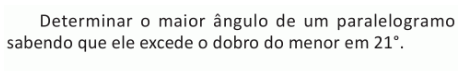 Determinar o maior ângulo de um paralelogramo
sabendo que ele excede o dobro do menor em 21°.